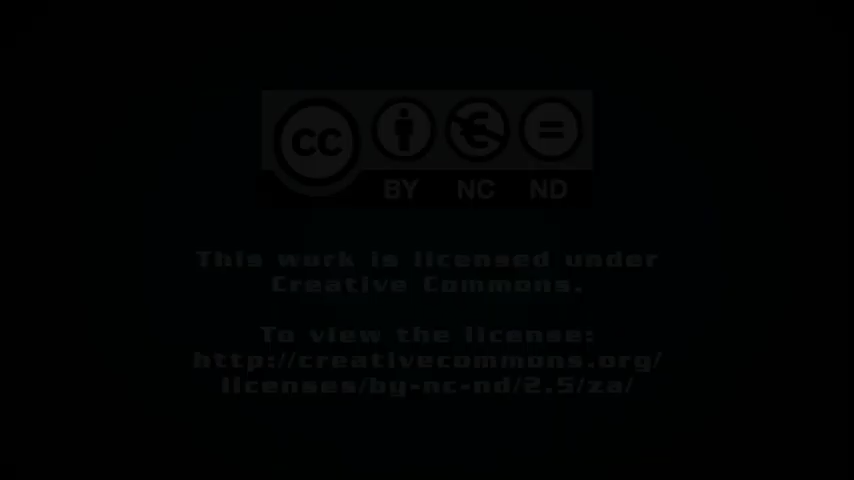 CC
BY NC ND
This work is licensed under
Creative Commons.
To view the license:
http://creativecommons.org/
licenses/by-nc-nd/2.5/za/